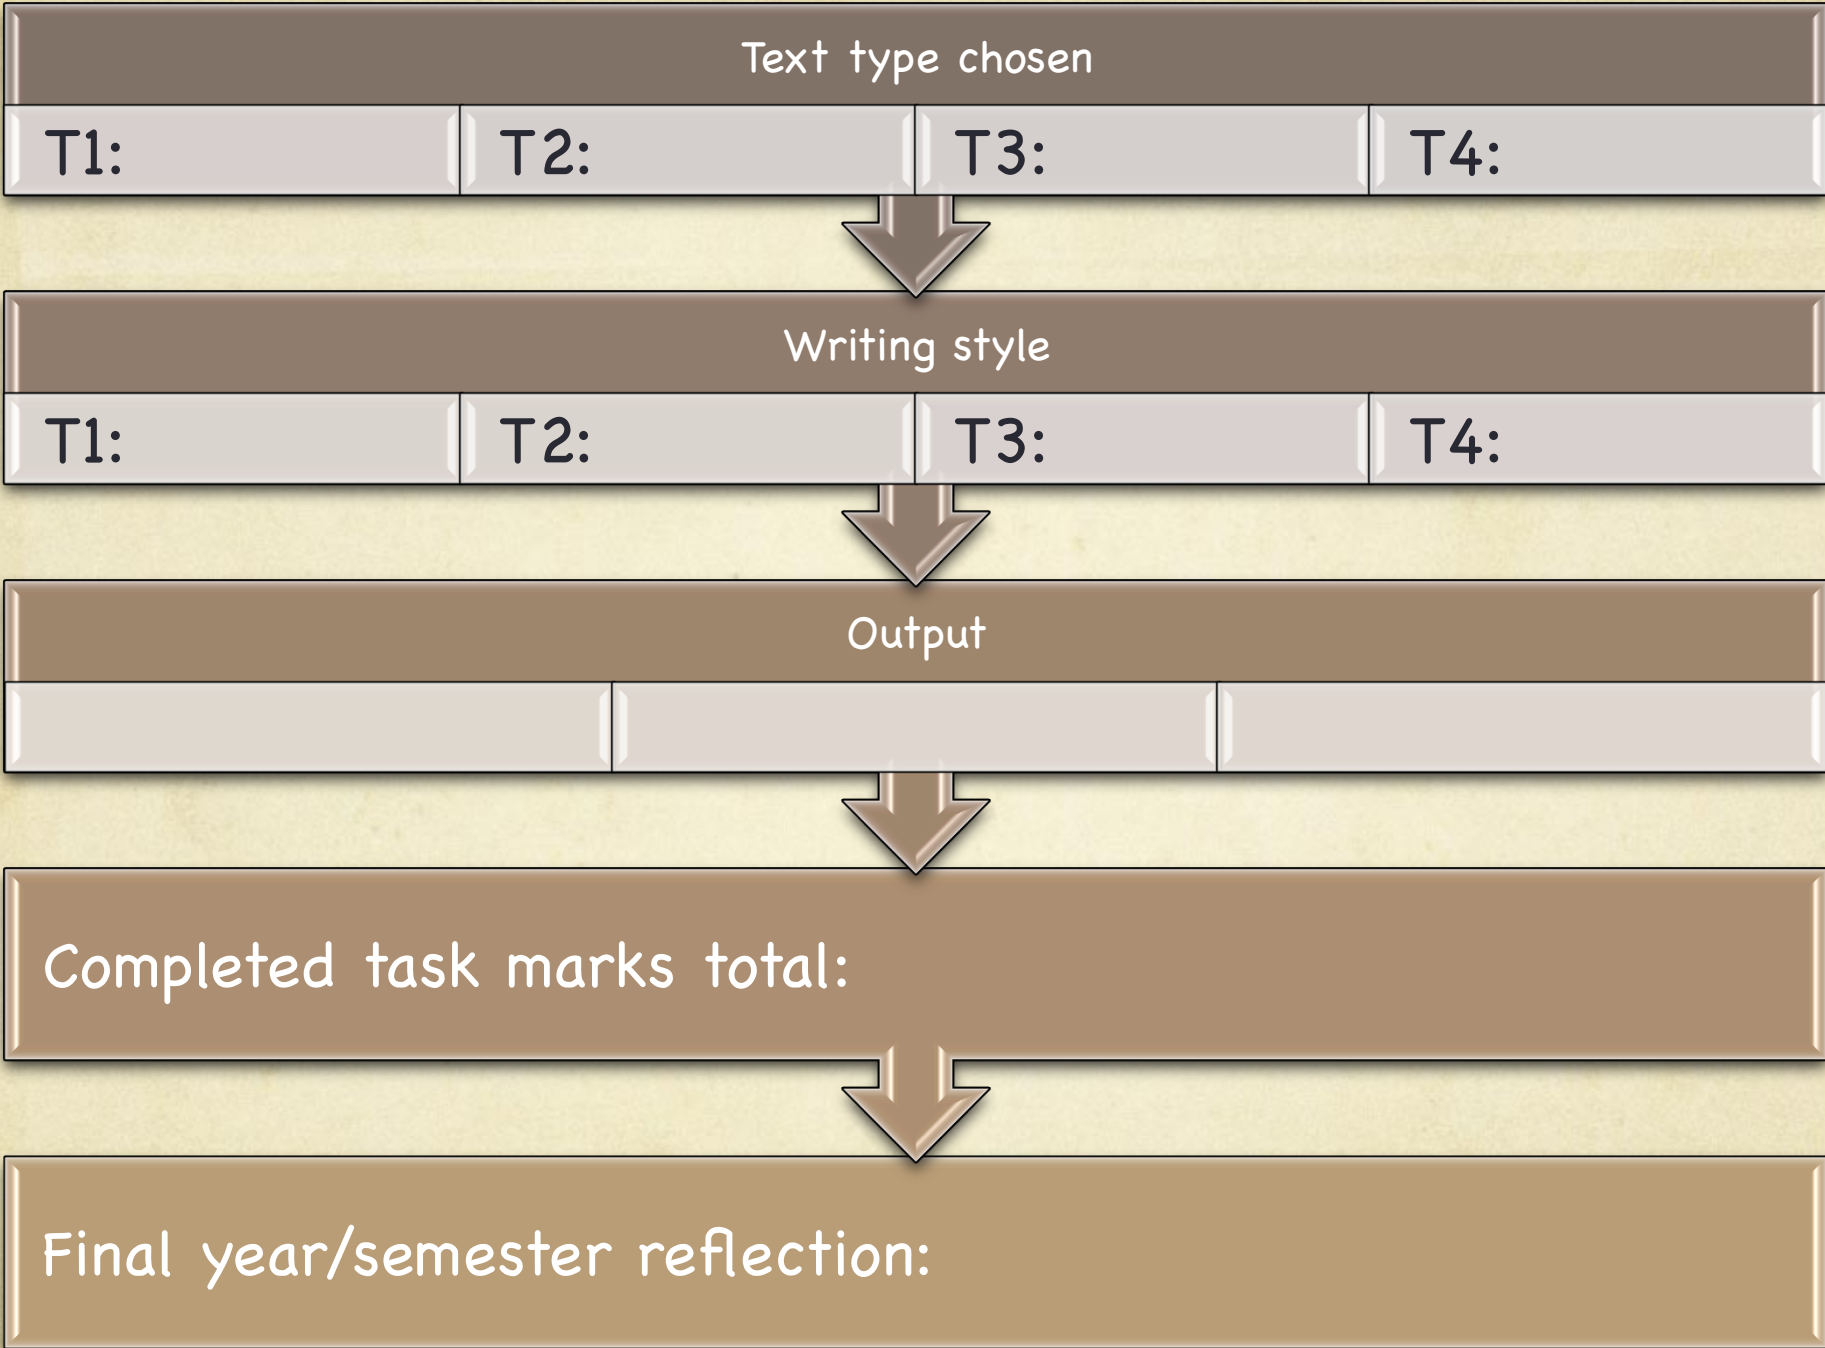 Text type chosen
T1: T2: T3: T4:
Writing style
T1: T2: T3: T4:
Output
Completed task marks total:
Final year/semester reflection: